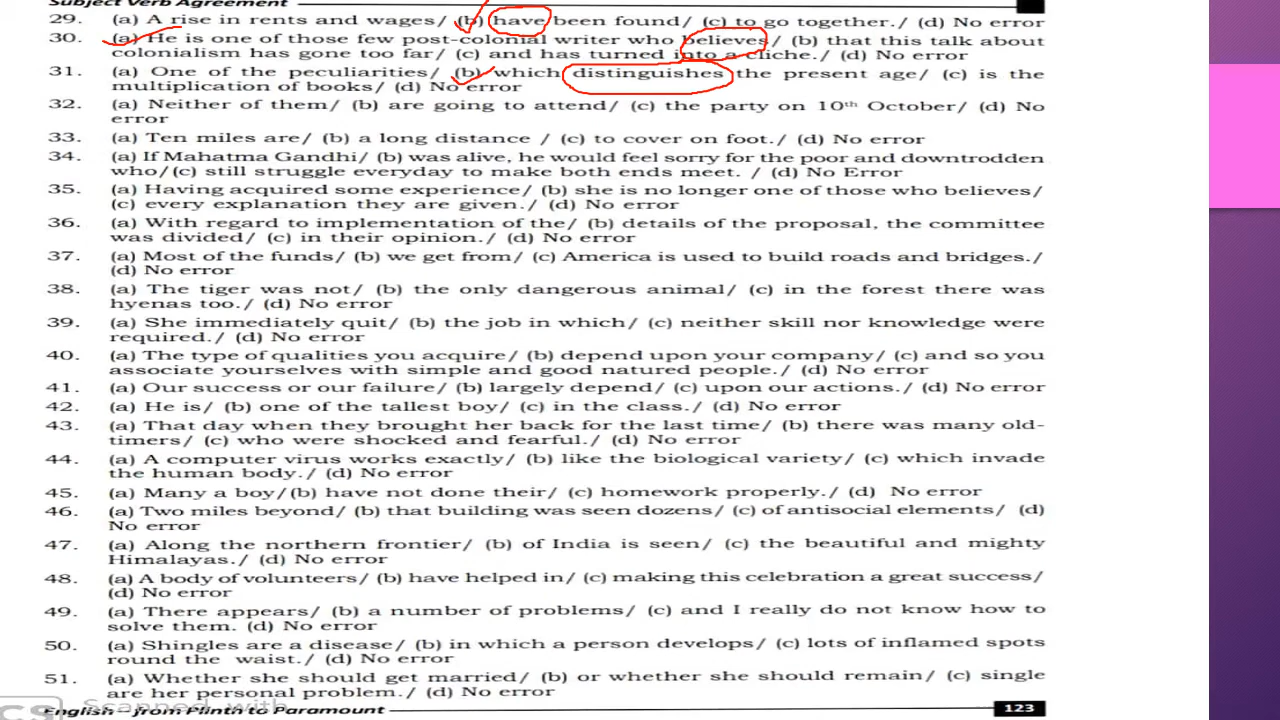 Subject Verb Agreement
29. (a) A rise in rents and wages/ (b) have been found/ (c) to go together./ (d) No error
30. (a) He is one of those few post-colonial writer who believes/ (b) that this talk about
colonialism has gone too far/ (c) and has turned into a cliche./ (d) No error
31. (a) One of the peculiarities/ (b) which distinguishes the present age/ (c) is the
multiplication of books/ (d) No error
32. (a) Neither of them/ (b) are going to attend/ (c) the party on 10th October/ (d) No
error
33. (a) Ten miles are/ (b) a long distance / (c) to cover on foot./ (d) No error
34. (a) If Mahatma Gandhi/ (b) was alive, he would feel sorry for the poor and downtrodden
who/(c) still struggle everyday to make both ends meet. / (d) No Error
35. (a) Having acquired some experience/ (b) she is no longer one of those who believes/
(c) every explanation they are given./ (d) No error
36. (a) With regard to implementation of the/ (b) details of the proposal, the committee
was divided/ (c) in their opinion./ (d) No error
37. (a) Most of the funds/ (b) we get from/ (c) America is used to build roads and bridges./
(d) No error
38. (a) The tiger was not/ (b) the only dangerous animal/ (c) in the forest there was
hyenas too./ (d) No error
39. (a) She immediately quit/ (b) the job in which/ (c) neither skill nor knowledge were
required./ (d) No error
40. (a) The type of qualities you acquire/ (b) depend upon your company/ (c) and so you
associate yourselves with simple and good natured people./ (d) No error
41. (a) Our success or our failure/ (b) largely depend/ (c) upon our actions./ (d) No error
42. (a) He is/ (b) one of the tallest boy/ (c) in the class./ (d) No error
43. (a) That day when they brought her back for the last time/ (b) there was many old-
timers/ (c) who were shocked and fearful./ (d) No error
44. (a) A computer virus works exactly/ (b) like the biological variety/ (c) which invade
the human body./ (d) No error
45. (a) Many a boy/(b) have not done their/ (c) homework properly./ (d) No error
46. (a) Two miles beyond/ (b) that building was seen dozens/ (c) of antisocial elements/ (d)
No error
47. (a) Along the northern frontier/ (b) of India is seen/ (c) the beautiful and mighty
Himalayas./ (d) No error
48. (a) A body of volunteers/ (b) have helped in/ (c) making this celebration a great success/
(d) No error
49. (a) There appears/ (b) a number of problems/ (c) and I really do not know how to
solve them. (d) No error
50. (a) Shingles are a disease/ (b) in which a person develops/ (c) lots of inflamed spots
round the waist./ (d) No error
51. (a) Whether she should get married/ (b) or whether she should remain/ (c) single
are her personal problem./ (d) No error
CS Scanned with
English – from Plinth to Paramount 123